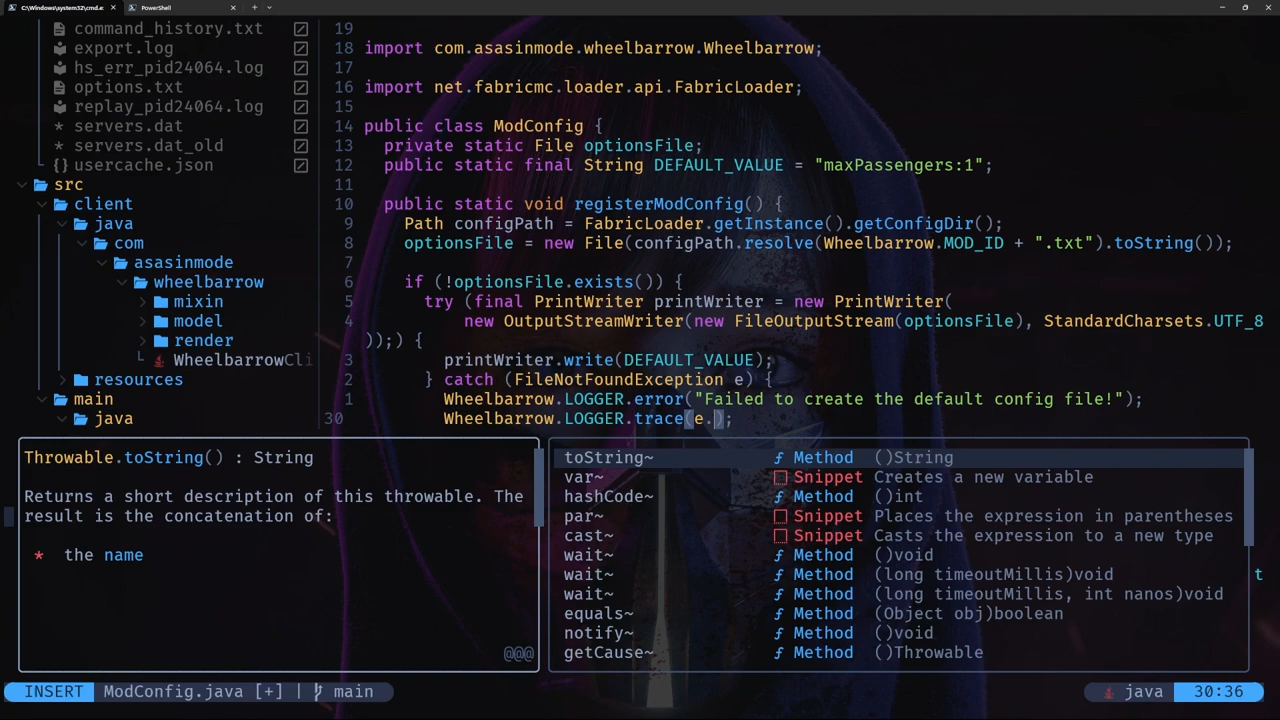 C:\Windows\system32\cmd.e
PowerShell
command_history.txt
export.log
hs_err_pid24064.log
options.txt
replay_pid24064.log
servers.dat
servers.dat_old
{} usercache.json
src
client
java
com
asasinmode
wheelbarrow
mixin
model
render
WheelbarrowCli
resources
main
java
19
18 import com.asasinmode.wheelbarrow.Wheelbarrow;
17
16 import net.fabricmc.loader.api.FabricLoader;
15
14 public class ModConfig {
13 private static File optionsFile;
12 public static final String DEFAULT_VALUE = "maxPassengers:1";
11
10 public static void registerModConfig() {
9 Path configPath = FabricLoader.getInstance().getConfigDir();
8 optionsFile = new File(configPath.resolve(Wheelbarrow.MOD_ID + ".txt").toString());
7
6 if (!optionsFile.exists()) {
5 try (final PrintWriter printWriter = new PrintWriter(
4 new OutputStreamWriter(new FileOutputStream(optionsFile), StandardCharsets.UTF_8
));) {
3 printWriter.write(DEFAULT_VALUE);
2 } catch (FileNotFoundException e) {
1 Wheelbarrow.LOGGER.error("Failed to create the default config file!");
30 Wheelbarrow.LOGGER.trace(e.);
Throwable.toString() : String
Returns a short description of this throwable. The
result is the concatenation of:
* the name
@@@
toString~ ƒ Method ()String
var~ Snippet Creates a new variable
hashCode~ ƒ Method ()int
par~ Snippet Places the expression in parentheses
cast~ Snippet Casts the expression to a new type
wait~ ƒ Method ()void
wait~ ƒ Method (long timeoutMillis)void
wait~ ƒ Method (long timeoutMillis, int nanos)void
equals~ ƒ Method (Object obj)boolean
notify~ ƒ Method ()void
getCause~ ƒ Method ()Throwable
t
INSERT ModConfig.java [+] | main
java 30:36